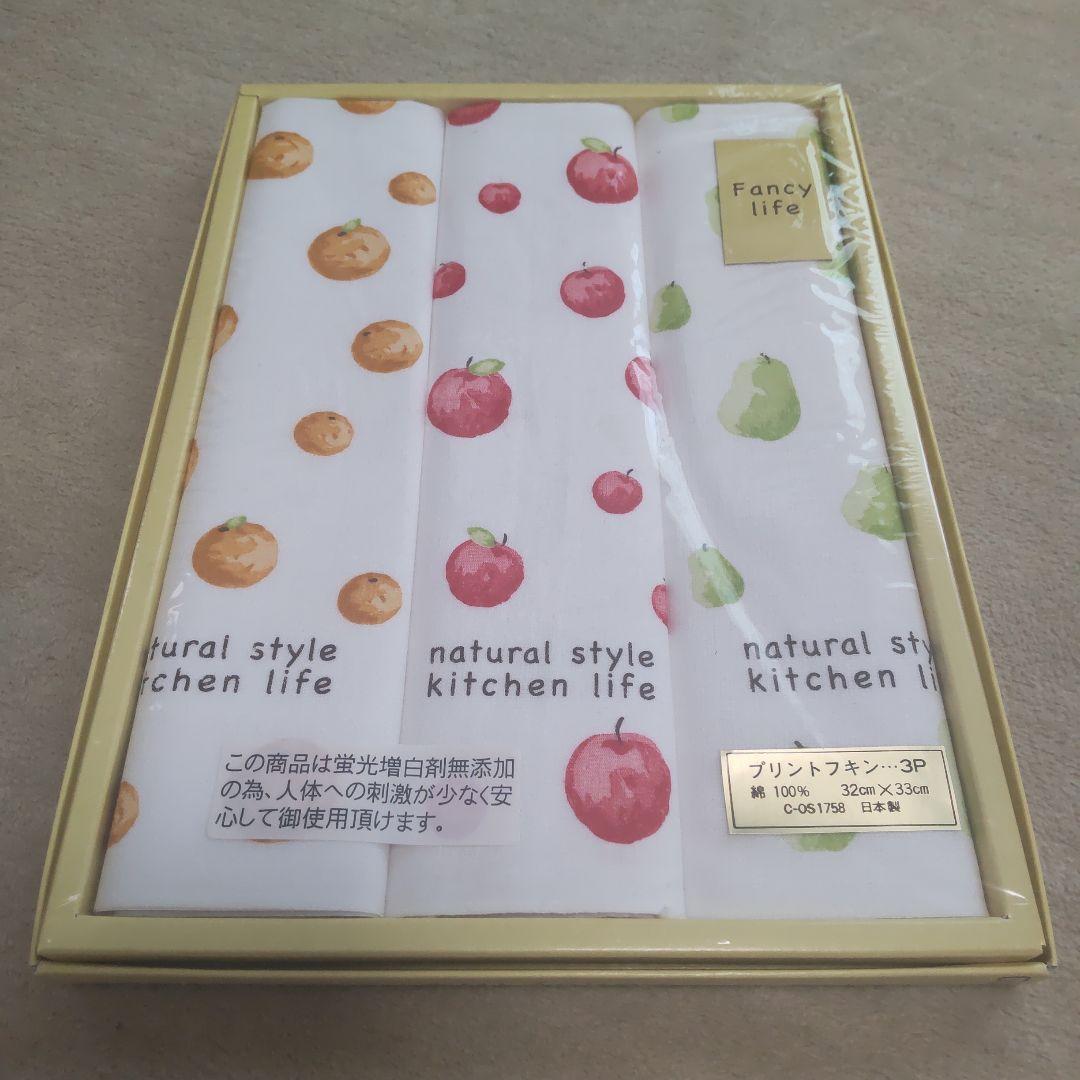 Fancy
life
tural style
tchen life
natural style
kitchen life
natural sty
kitchen li
この商品は蛍光増白剤無添加
の為、人体への刺激が少なく安
心して御使用頂けます。
プリントフキン…3P
綿 100% 32cm×33cm
C-OS1758 日本製